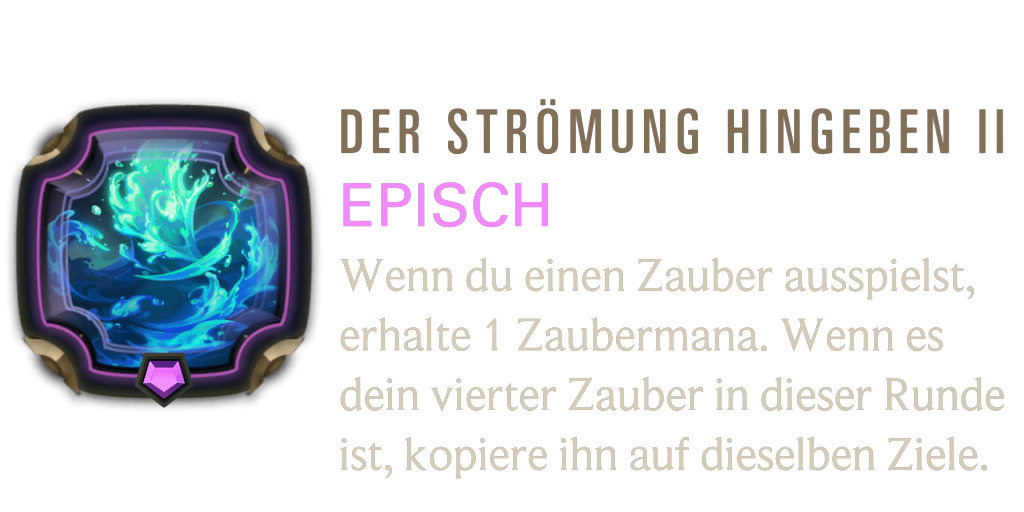 DER STRÖMUNG HINGEBEN II
EPISCH
Wenn du einen Zauber ausspielst,
erhalte 1 Zaubermana. Wenn es
dein vierter Zauber in dieser Runde
ist, kopiere ihn auf dieselben Ziele.